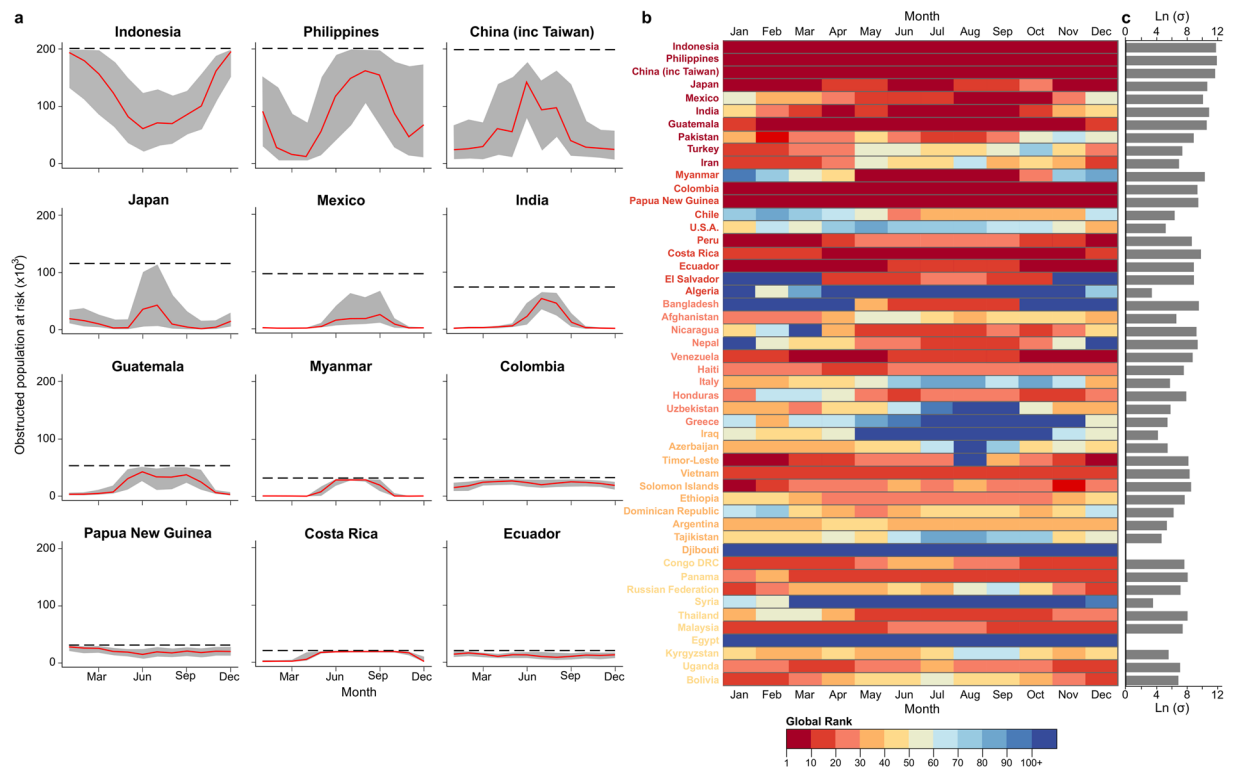 a
Indonesia
Philippines
China (inc Taiwan)
200
100
0
Japan
Mexico
India
200
100
0
Guatemala
Myanmar
Colombia
200
100
0
Papua New Guinea
Costa Rica
Ecuador
200
100
0
Mar
Jun
Sep
Dec
Mar
Jun
Sep
Dec
Mar
Jun
Sep
Dec
Month
Obstructed population at risk (x10³)
b
Month
Jan Feb Mar Apr May Jun Jul Aug Sep Oct Nov Dec
Indonesia
Philippines
China (inc Taiwan)
Japan
Mexico
India
Guatemala
Pakistan
Turkey
Iran
Myanmar
Colombia
Papua New Guinea
Chile
U.S.A.
Peru
Costa Rica
Ecuador
El Salvador
Algeria
Bangladesh
Afghanistan
Nicaragua
Nepal
Venezuela
Haiti
Italy
Honduras
Uzbekistan
Greece
Iraq
Azerbaijan
Timor-Leste
Vietnam
Solomon Islands
Ethiopia
Dominican Republic
Argentina
Tajikistan
Djibouti
Congo DRC
Panama
Russian Federation
Syria
Thailand
Malaysia
Egypt
Kyrgyzstan
Uganda
Bolivia
Jan Feb Mar Apr May Jun Jul Aug Sep Oct Nov Dec
Month
Global Rank
1 10 20 30 40 50 60 70 80 90 100+
c
Ln (σ)
0 4 8 12
0 4 8 12
Ln (σ)